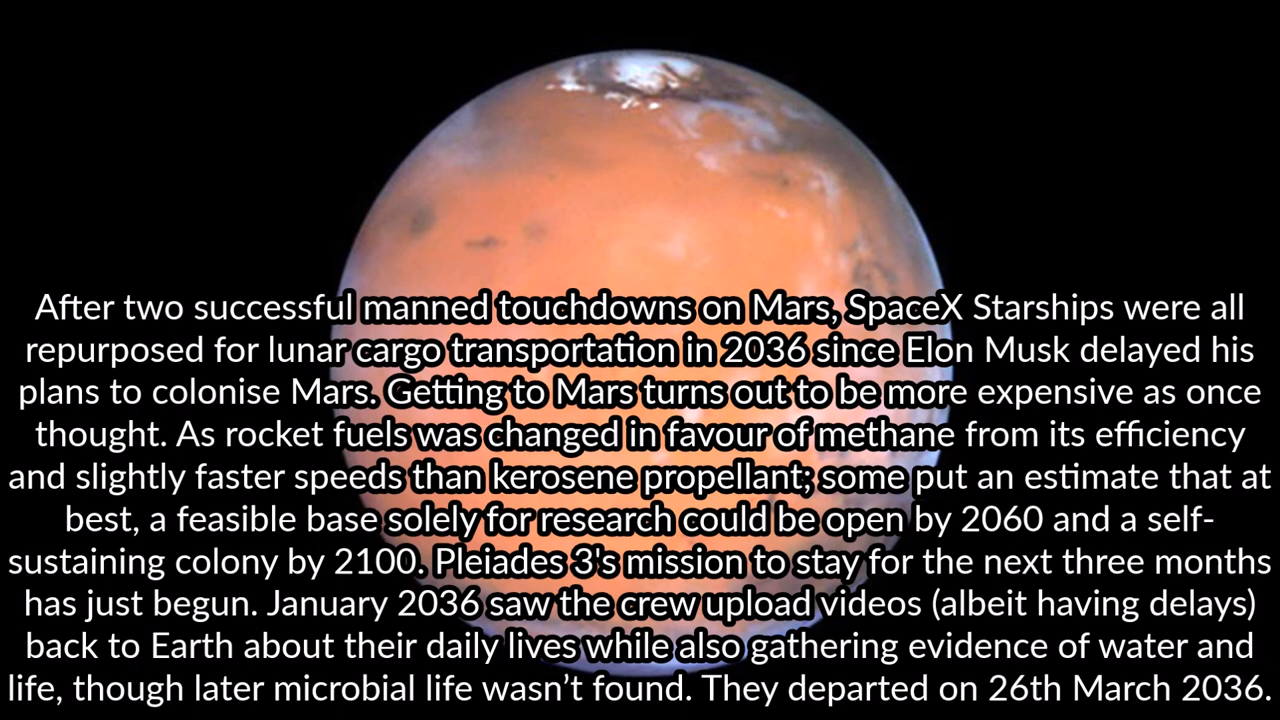 After two successful manned touchdowns on Mars, SpaceX Starships were all
repurposed for lunar cargo transportation in 2036 since Elon Musk delayed his
plans to colonise Mars. Getting to Mars turns out to be more expensive as once
thought. As rocket fuels was changed in favour of methane from its efficiency
and slightly faster speeds than kerosene propellant; some put an estimate that at
best, a feasible base solely for research could be open by 2060 and a self-
sustaining colony by 2100. Pleiades 3's mission to stay for the next three months
has just begun. January 2036 saw the crew upload videos (albeit having delays)
back to Earth about their daily lives while also gathering evidence of water and
life, though later microbial life wasn’t found. They departed on 26th March 2036.